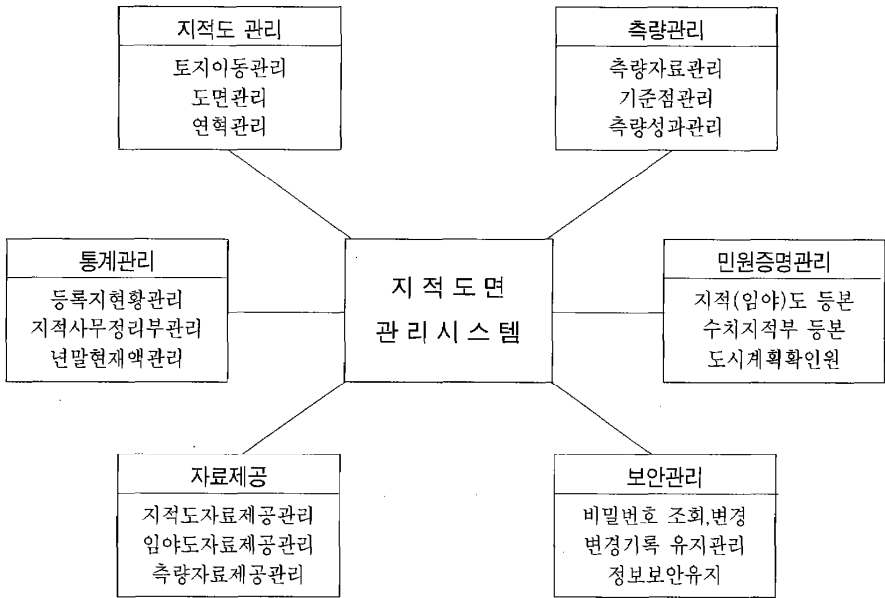 지적도 관리
토지이동관리
도면관리
연혁관리
측량관리
측량자료관리
기준점관리
측량성과관리
통계관리
등록지현황관리
지적사무정리부관리
년말현재액관리
지적도면
관리시스템
민원증명관리
지적(임야)도 등본
수치지적부 등본
도시계획확인원
자료제공
지적도자료제공관리
임야도자료제공관리
측량자료제공관리
보안관리
비밀번호 조회,변경
변경기록 유지관리
정보보안유지